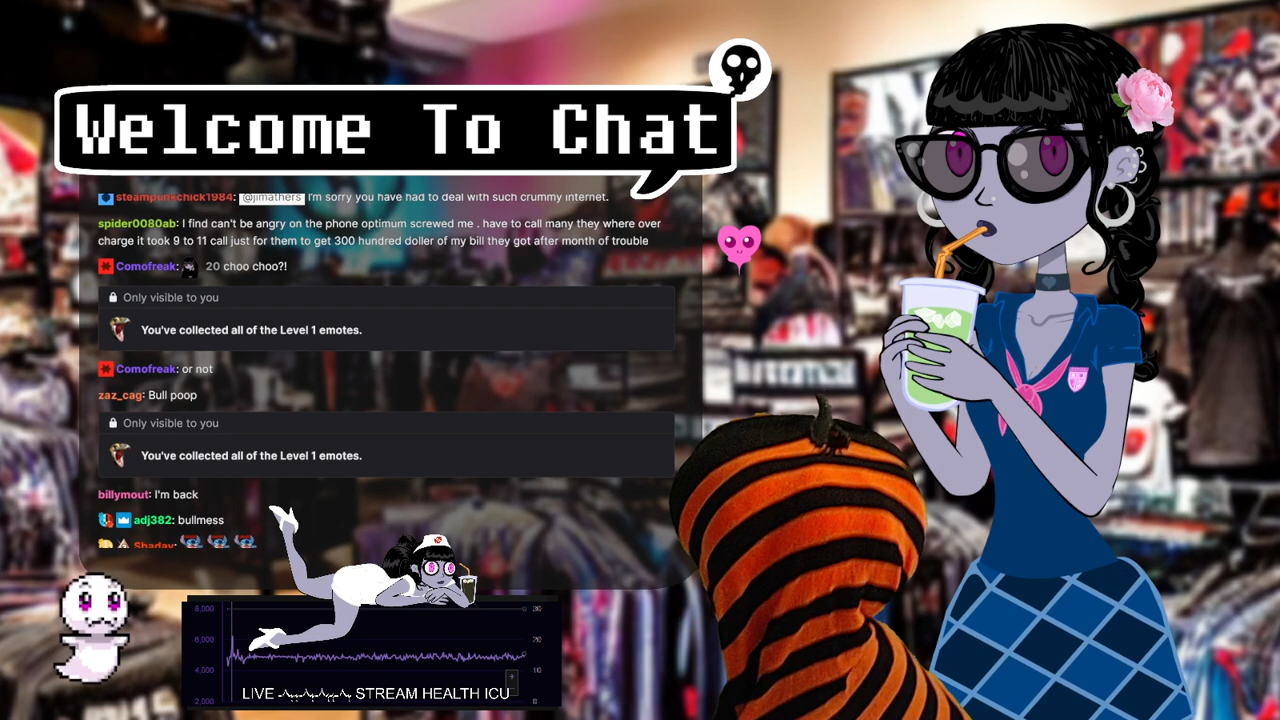 Welcome To Chat
steampunkchick1984: @jimathers I'm sorry you have had to deal with such crummy internet.
spider0080ab: I find can't be angry on the phone optimum screwed me . have to call many they where over
charge it took 9 to 11 call just for them to get 300 hundred doller of my bill they got after month of trouble
Comofreak: 20 choo choo?!
Only visible to you
You've collected all of the Level 1 emotes.
Comofreak: or not
zaz_cag: Bull poop
Only visible to you
You've collected all of the Level 1 emotes.
billymout: I'm back
adj382: bullmess
Shaday:
8,000
6,000
20
4,000
10
2,000
0
LIVE STREAM HEALTH ICU